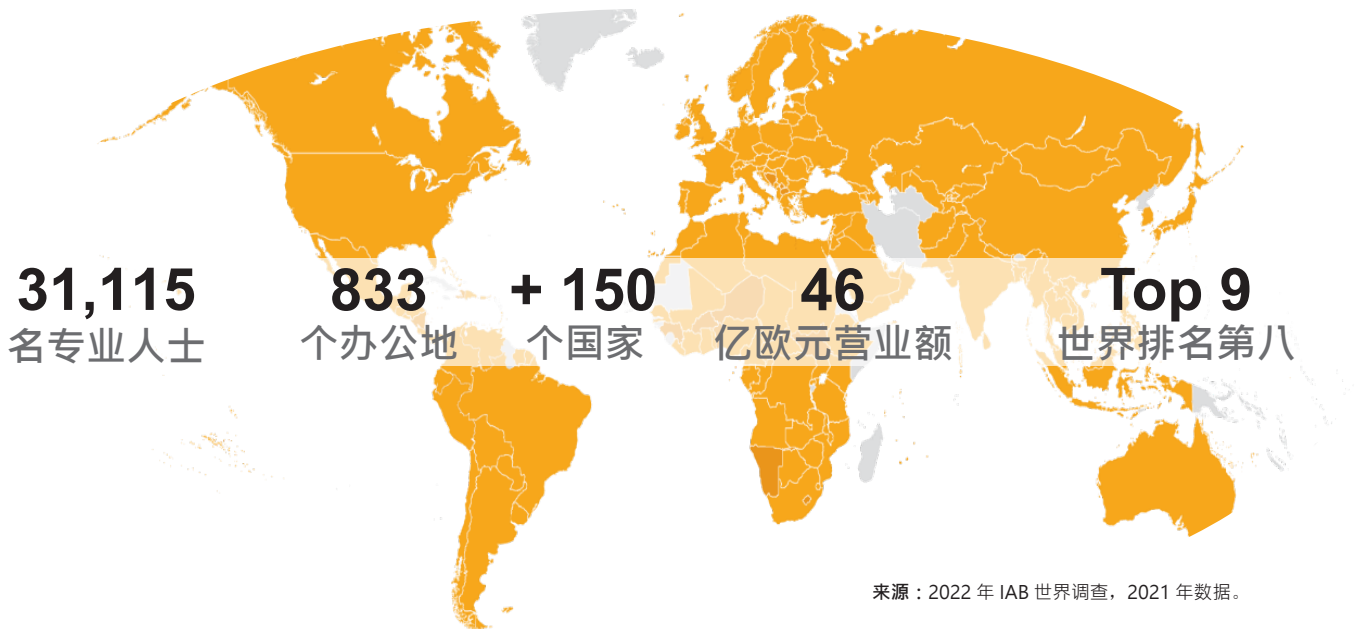 31,115
名专业人士
833
个办公地
+ 150
个国家
46
亿欧元营业额
Top 9
世界排名第八
来源：2022 年 IAB 世界调查，2021 年数据。